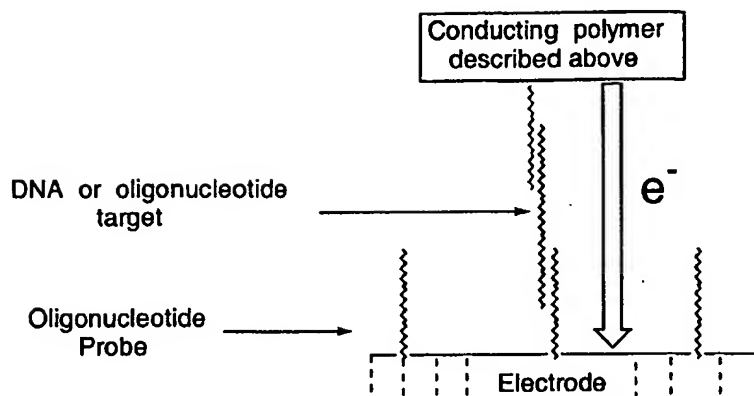 Conducting polymer
described above
DNA or oligonucleotide
target
e-
Oligonucleotide
Probe
Electrode